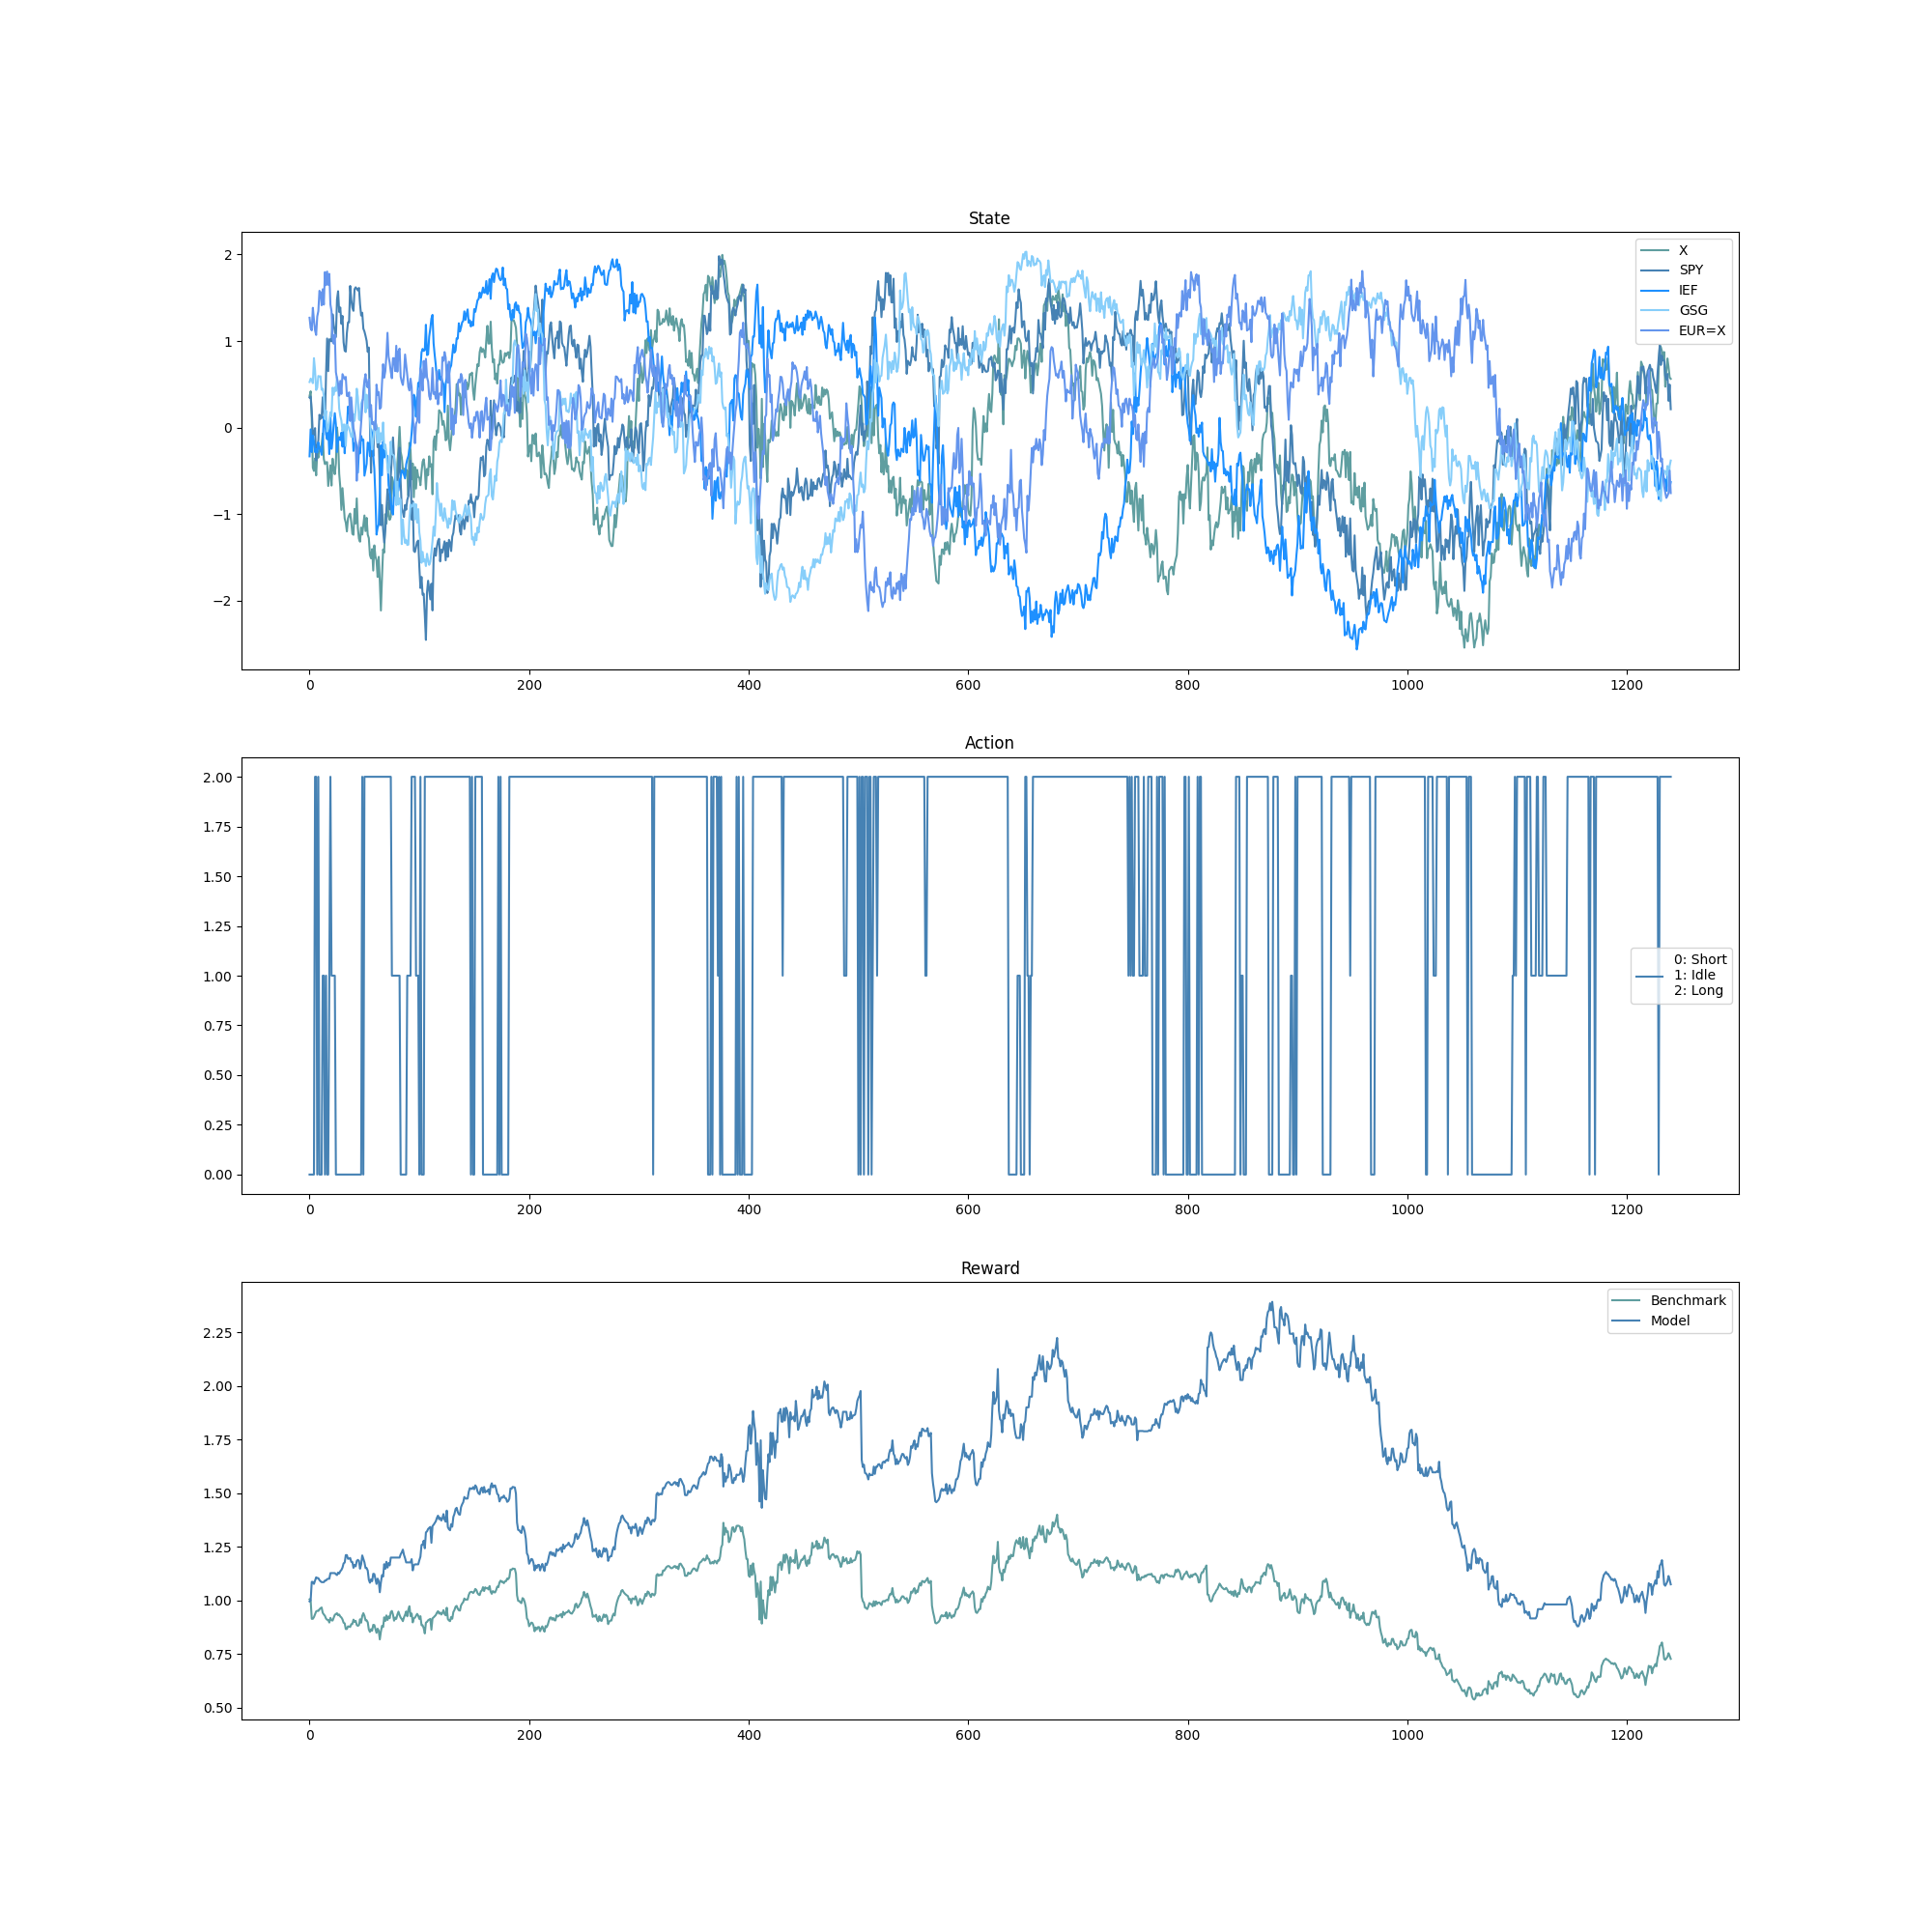 State
2
1
0
−1
−2
X
SPY
IEF
GSG
EUR=X
0 200 400 600 800 1000 1200
Action
2.00
1.75
1.50
1.25
1.00
0.75
0.50
0.25
0.00
0: Short
1: Idle
2: Long
0 200 400 600 800 1000 1200
Reward
2.25
2.00
1.75
1.50
1.25
1.00
0.75
0.50
Benchmark
Model
0 200 400 600 800 1000 1200